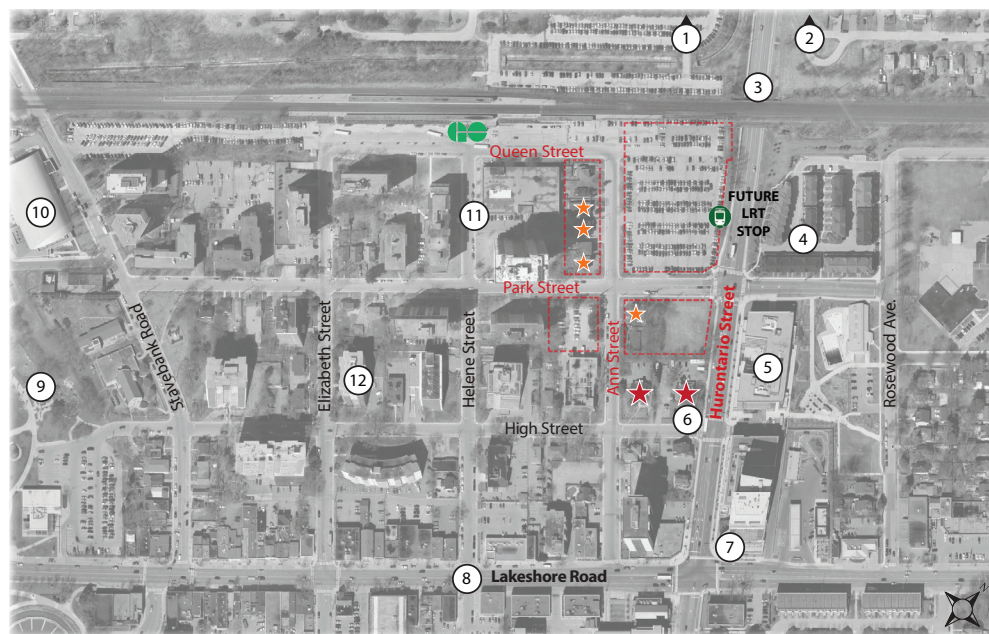 1
2
3
Queen Street
FUTURE
LRT
STOP
10
11
4
Park Street
Stavebank Road
Elizabeth Street
Helene Street
Ann Street
Hurontario Street
Rosewood Ave.
9
12
5
6
High Street
7
8
Lakeshore Road
N